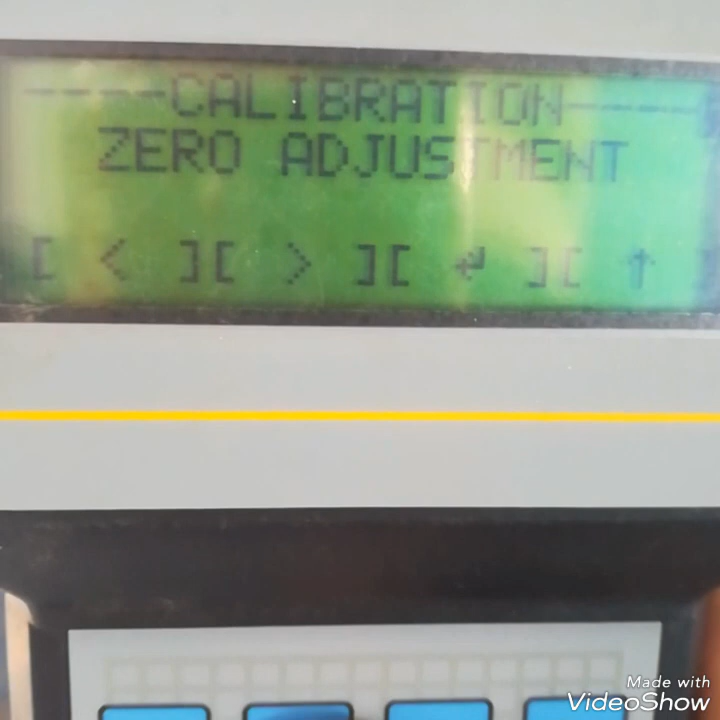 ----CALIBRATION----
ZERO ADJUSTMENT
[ < ][ > ][ ↵ ][ ↑ ]
Made with
VideoShow